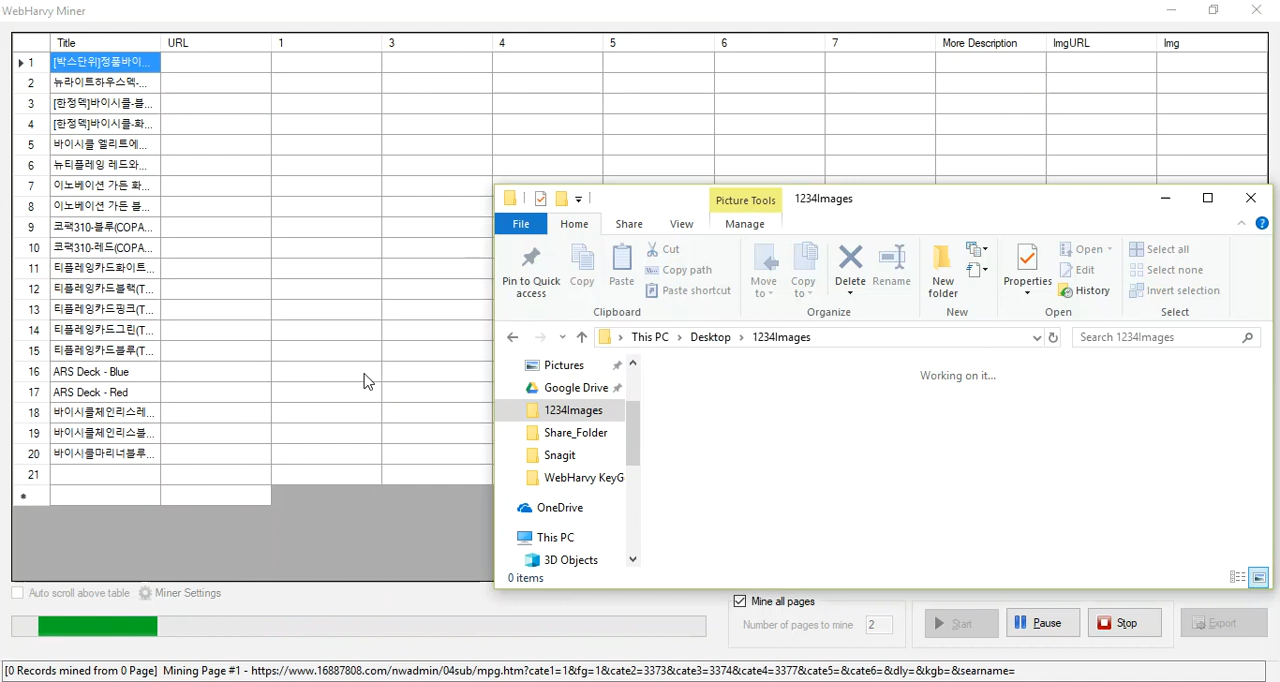 WebHarvy Miner
Title URL 1 3 4 5 6 7 More Description ImgURL Img
1 [박스단위]정품바이...
2 뉴라이트하우스덱-...
3 [한정덱]바이시클-블...
4 [한정덱]바이시클-화...
5 바이시클 엘리트에...
6 뉴티플레잉 레드와...
7 이노베이션 가든 화...
8 이노베이션 가든 블...
9 코팩310-블루(COPA...
10 코팩310-레드(COPA...
11 티플레잉카드화이트...
12 티플레잉카드블랙(T...
13 티플레잉카드핑크(T...
14 티플레잉카드그린(T...
15 티플레잉카드블루(T...
16 ARS Deck - Blue
17 ARS Deck - Red
18 바이시클체인리스레...
19 바이시클체인리스블...
20 바이시클마리너블루...
21
*
Picture Tools 1234Images
File Home Share View Manage
Pin to Quick access
Copy
Paste
Cut
Copy path
Paste shortcut
Clipboard
Move to
Copy to
Delete
Rename
Organize
New folder
New
Properties
Open
Edit
History
Open
Select all
Select none
Invert selection
Select
This PC > Desktop > 1234Images
Search 1234Images
Pictures
Google Drive
1234Images
Share_Folder
Snagit
WebHarvy KeyG
OneDrive
This PC
3D Objects
Working on it...
0 items
Auto scroll above table Miner Settings
Mine all pages
Number of pages to mine 2
Start Pause Stop Export
[0 Records mined from 0 Page] Mining Page #1 - https://www.16887808.com/nwadmin/04sub/mpg.htm?cate1=1&fg=1&cate2=3373&cate3=3374&cate4=3377&cate5=&cate6=&dly=&kgb=&searname=